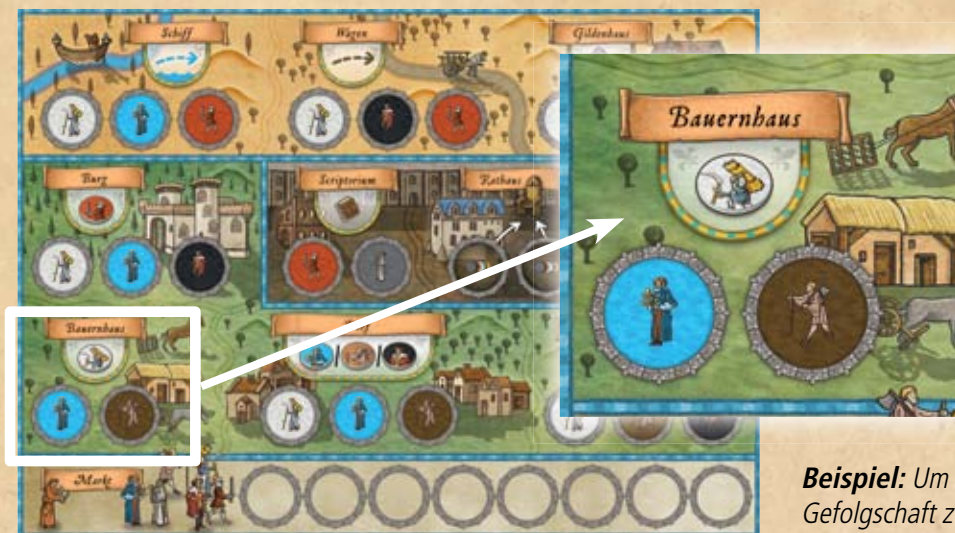 Schiff
Wagen
Gildenhaus
Bauernhaus
Burg
Scriptorium
Rathaus
Bauernhaus
Markt
Beispiel: Um
Gefolgschaft z